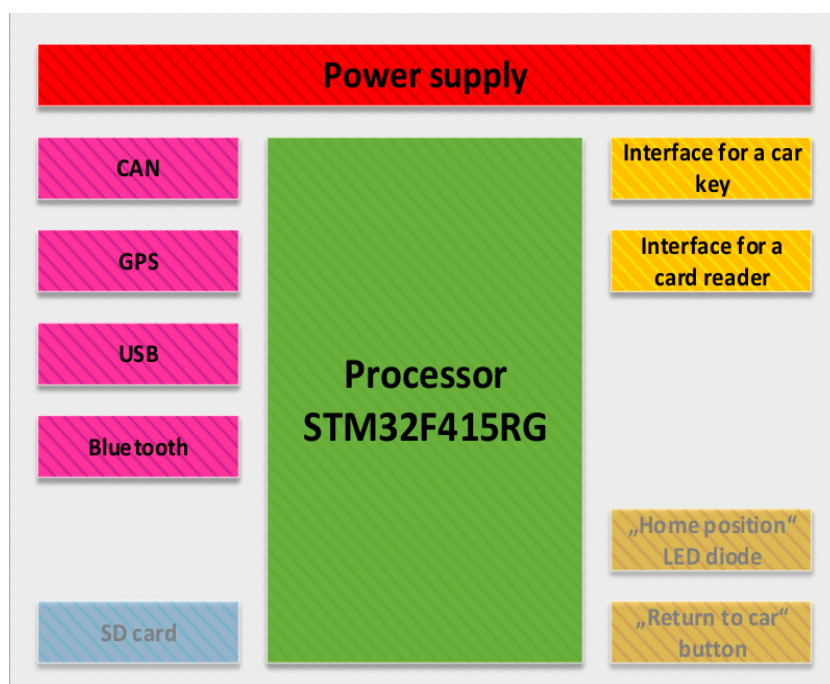 Power supply
CAN
GPS
USB
Bluetooth
SD card
Processor
STM32F415RG
Interface for a car
key
Interface for a
card reader
„Home position“
LED diode
„Return to car“
button